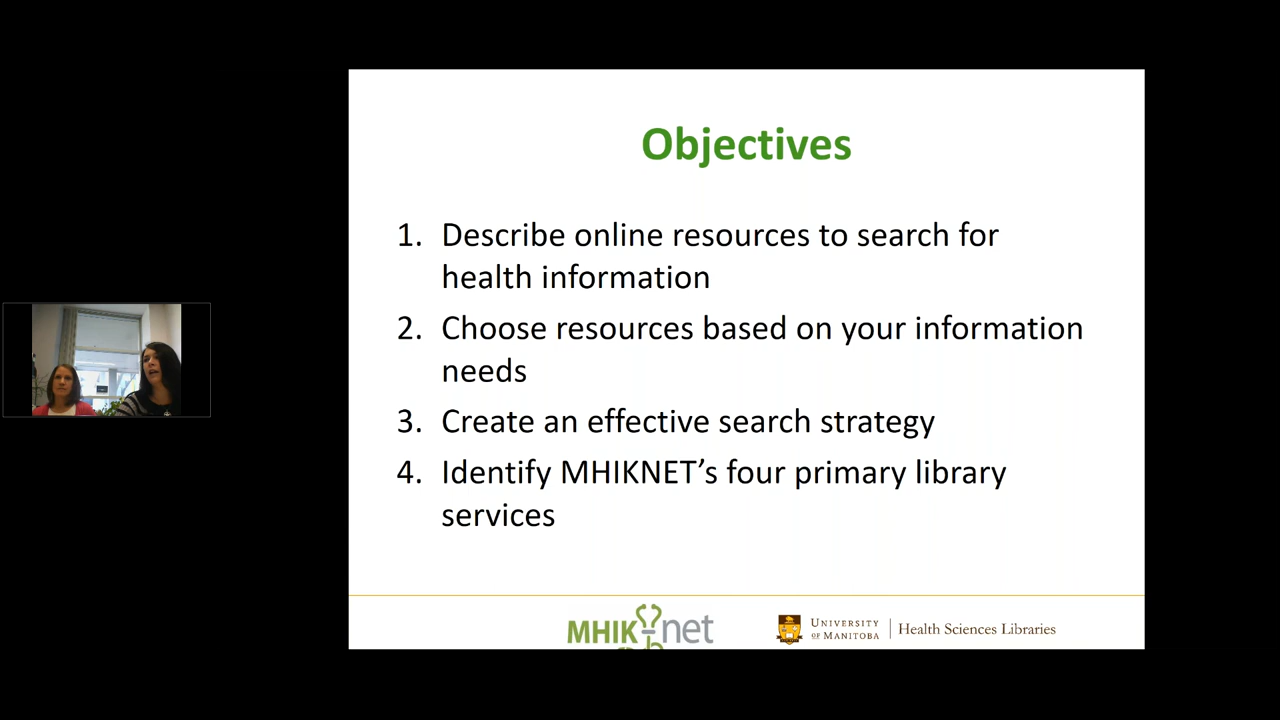 Objectives
1. Describe online resources to search for
health information
2. Choose resources based on your information
needs
3. Create an effective search strategy
4. Identify MHIKNET’s four primary library
services
MHIK-net
UNIVERSITY
OF MANITOBA
Health Sciences Libraries